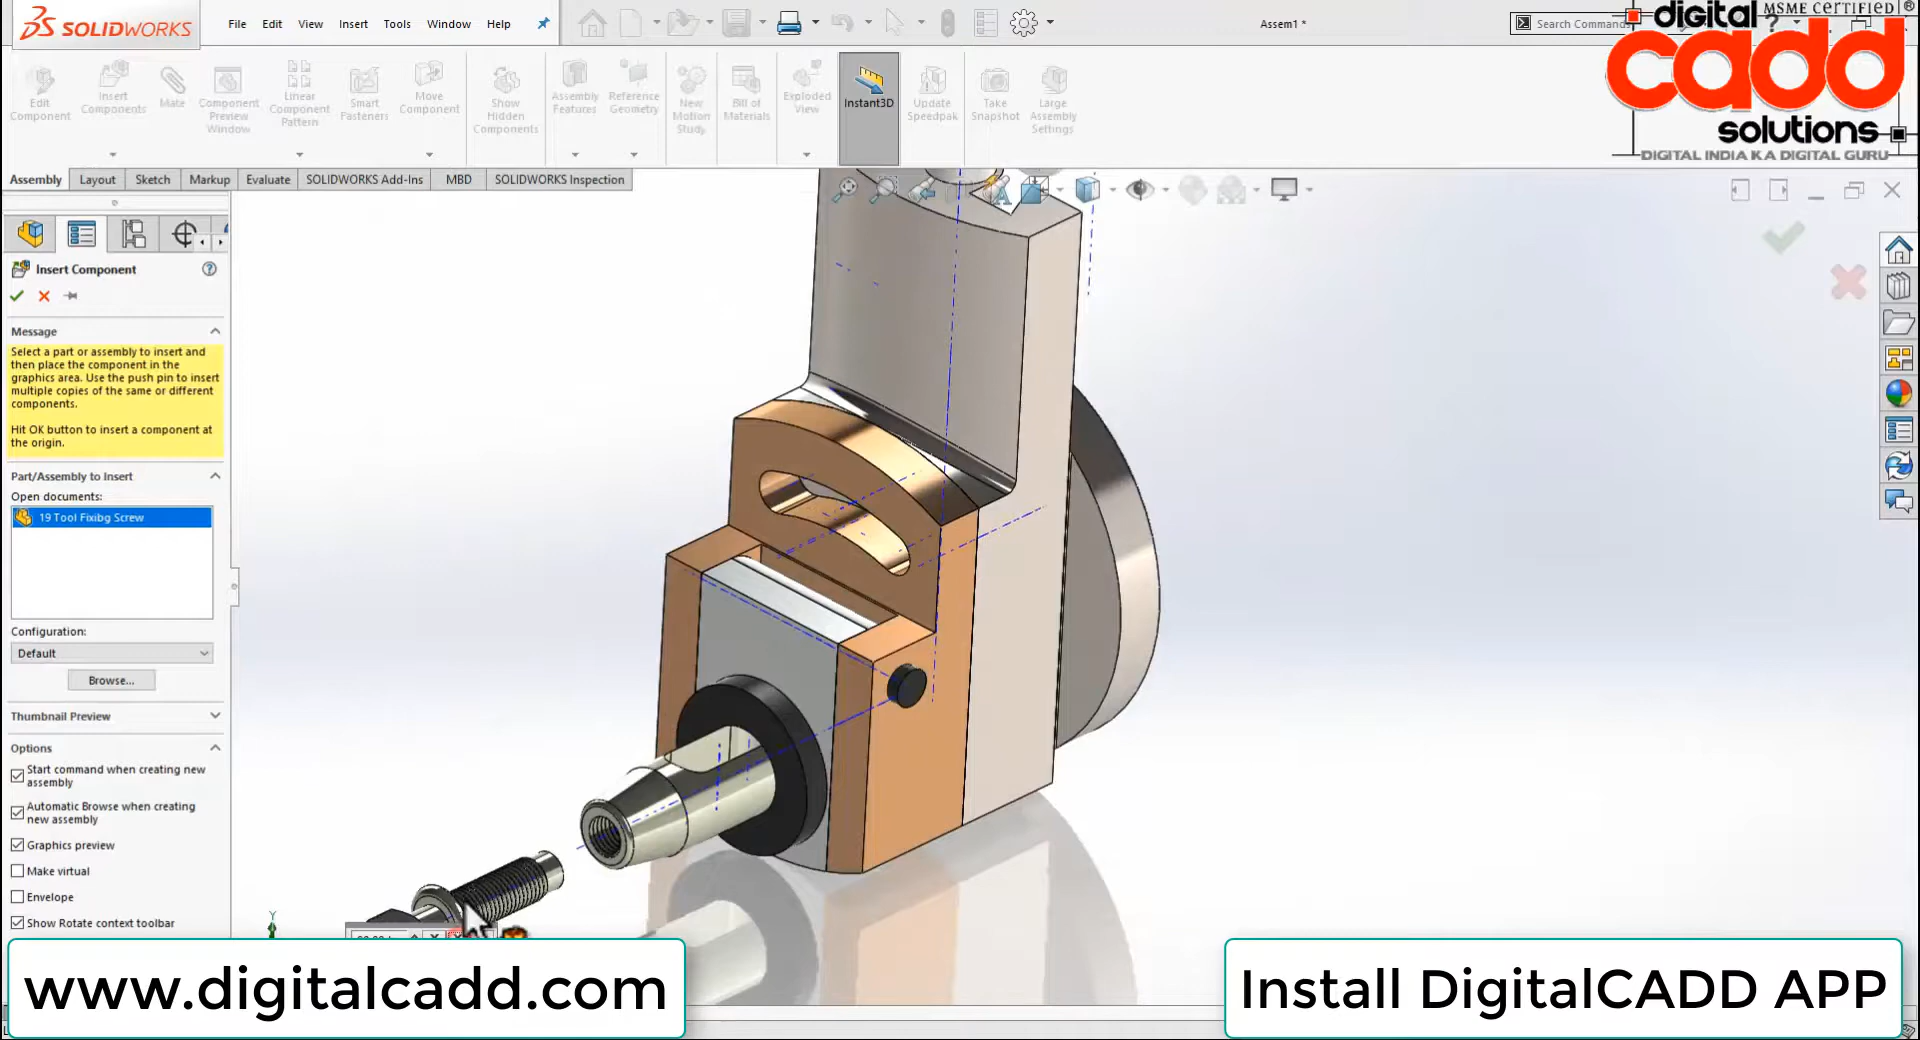 SOLIDWORKS
File Edit View Insert Tools Window Help
Assem1 *
Search Command
digital
MSME CERTIFIED
®
cadd
solutions
DIGITAL INDIA KA DIGITAL GURU
Edit Component
Insert Components
Mate
Component Preview Window
Linear Component Pattern
Smart Fasteners
Move Component
Show Hidden Components
Assembly Features
Reference Geometry
New Motion Study
Bill of Materials
Exploded View
Instant3D
Update Speedpak
Take Snapshot
Large Assembly Settings
Assembly Layout Sketch Markup Evaluate SOLIDWORKS Add-Ins MBD SOLIDWORKS Inspection
Insert Component
Message
Select a part or assembly to insert and
then place the component in the
graphics area. Use the push pin to insert
multiple copies of the same or different
components.
Hit OK button to insert a component at
the origin.
Part/Assembly to Insert
Open documents:
19 Tool Fixibg Screw
Configuration:
Default
Browse...
Thumbnail Preview
Options
Start command when creating new
assembly
Automatic Browse when creating
new assembly
Graphics preview
Make virtual
Envelope
Show Rotate context toolbar
Y
www.digitalcadd.com
Install DigitalCADD APP